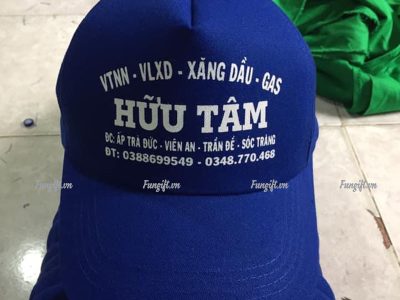 VTNN - VLXD - XĂNG DẦU - GAS
HỮU TÂM
ĐC: ẤP TRÀ ĐỨC - VIÊN AN - TRẦN ĐỀ - SÓC TRĂNG
ĐT: 0388699549 - 0348.770.468
Fungift.vn Fungift.vn Fungift.vn